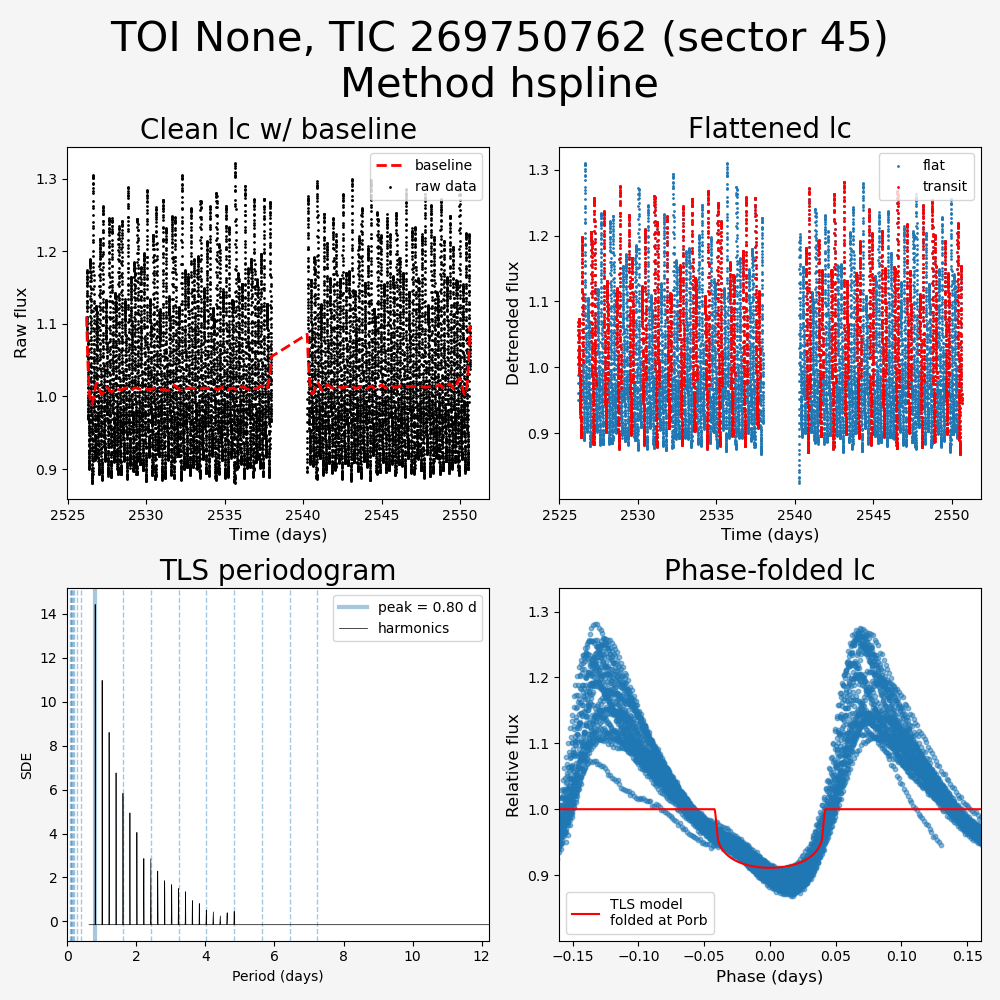 TOI None, TIC 269750762 (sector 45)
Method hspline
Clean lc w/ baseline
Raw flux
1.3
1.2
1.1
1.0
0.9
baseline
raw data
2525
2530
2535
2540
2545
2550
Time (days)
Flattened lc
Detrended flux
1.3
1.2
1.1
1.0
0.9
flat
transit
2525
2530
2535
2540
2545
2550
Time (days)
TLS periodogram
SDE
14
12
10
8
6
4
2
0
peak = 0.80 d
harmonics
0
2
4
6
8
10
12
Period (days)
Phase-folded lc
Relative flux
1.3
1.2
1.1
1.0
0.9
TLS model
folded at Porb
−0.15
−0.10
−0.05
0.00
0.05
0.10
0.15
Phase (days)